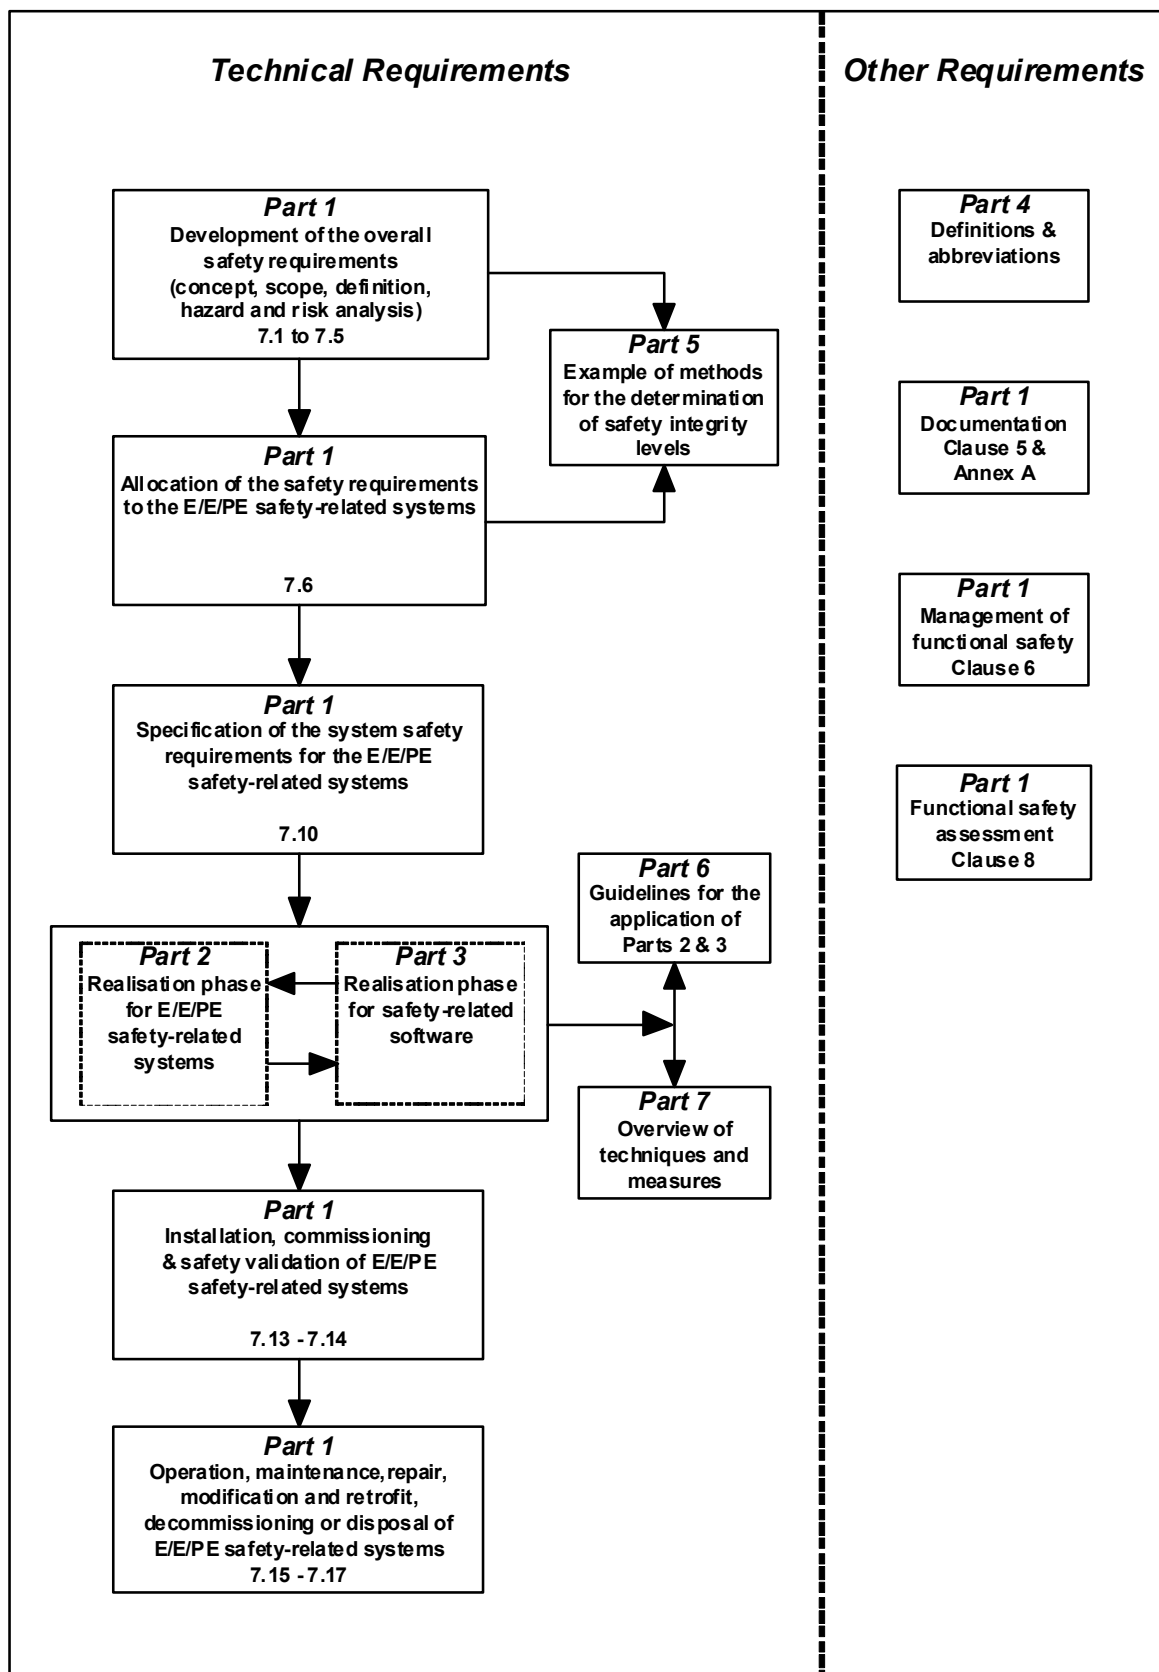 Technical Requirements
Other Requirements
Part 1
Development of the overall
safety requirements
(concept, scope, definition,
hazard and risk analysis)
7.1 to 7.5
Part 5
Example of methods
for the determination
of safety integrity
levels
Part 1
Allocation of the safety requirements
to the E/E/PE safety-related systems
7.6
Part 1
Specification of the system safety
requirements for the E/E/PE
safety-related systems
7.10
Part 6
Guidelines for the
application of
Parts 2 & 3
Part 2
Realisation phase
for E/E/PE
safety-related
systems
Part 3
Realisation phase
for safety-related
software
Part 7
Overview of
techniques and
measures
Part 1
Installation, commissioning
& safety validation of E/E/PE
safety-related systems
7.13 - 7.14
Part 1
Operation, maintenance, repair,
modification and retrofit,
decommissioning or disposal of
E/E/PE safety-related systems
7.15 - 7.17
Part 4
Definitions &
abbreviations
Part 1
Documentation
Clause 5 &
Annex A
Part 1
Management of
functional safety
Clause 6
Part 1
Functional safety
assessment
Clause 8